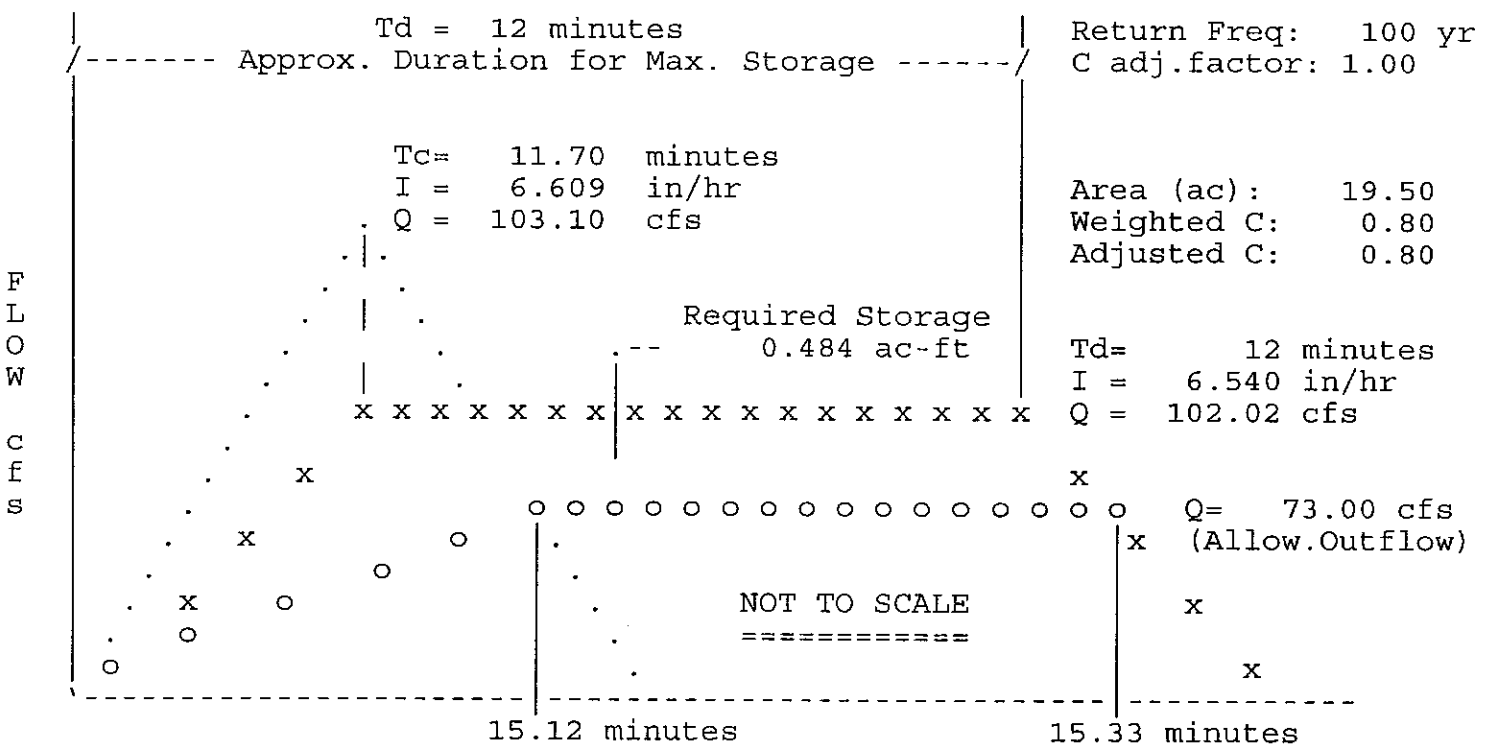 Td = 12 minutes
Return Freq: 100 yr
/------- Approx. Duration for Max. Storage ------/
C adj.factor: 1.00
Tc= 11.70 minutes
I = 6.609 in/hr
Q = 103.10 cfs
Area (ac): 19.50
Weighted C: 0.80
Adjusted C: 0.80
FLOW cfs
Required Storage
0.484 ac-ft
Td= 12 minutes
I = 6.540 in/hr
x x x x x x x x x x x x x x x x x x
Q = 102.02 cfs
x x
o o o o o o o o o o o o o o o o
Q= 73.00 cfs
x o x
(Allow.Outflow)
o
x o
NOT TO SCALE
x
o
============
o x
15.12 minutes
15.33 minutes